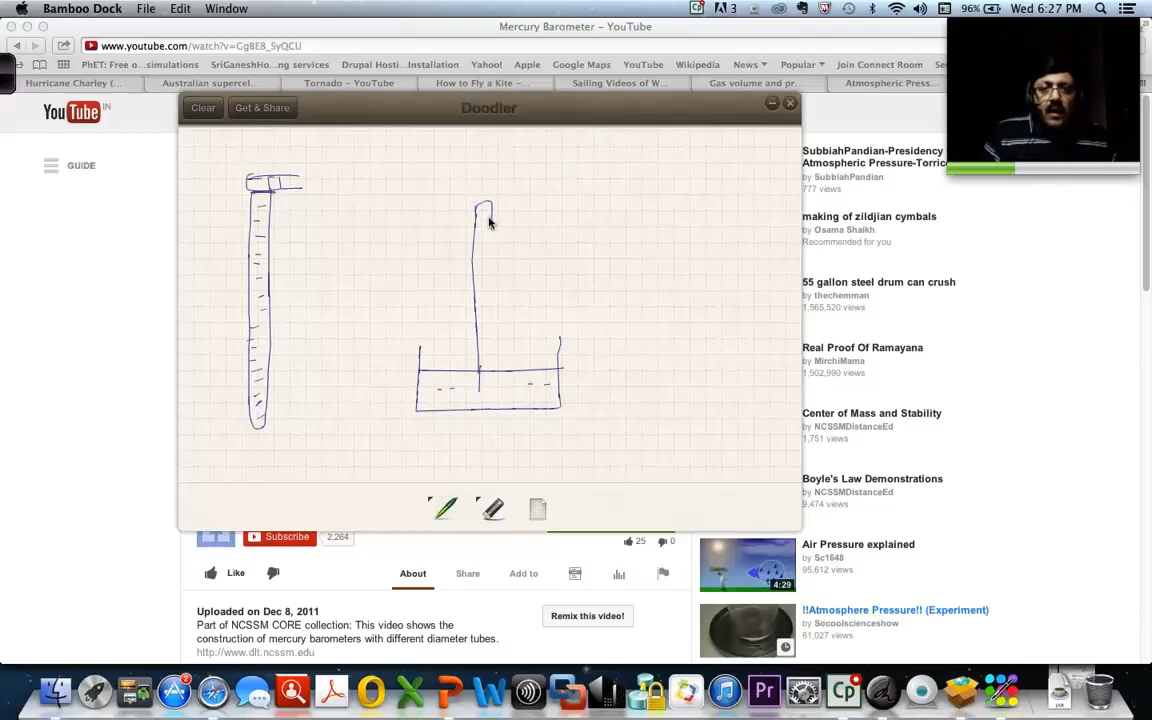 Bamboo Dock File Edit Window
3 96% Wed 6:27 PM
Mercury Barometer – YouTube
www.youtube.com/watch?v=GgBE8_SyQCU
PhET: Free o...simulations SriGaneshHo...ng services Drupal Hosti...Installation Yahoo! Apple Google Maps YouTube Wikipedia News Popular Join Connect Room
Hurricane Charley (... Australian supercel... Tornado – YouTube How to Fly a Kite –... Sailing Videos of W... Gas volume and pr... Atmospheric Press...
Clear Get & Share Doodler
YouTube IN
GUIDE
SubbiahPandian-Presidency
Atmospheric Pressure-Torric
by SubbiahPandian
777 views
making of zildjian cymbals
by Osama Shaikh
Recommended for you
55 gallon steel drum can crush
by thechemman
1,565,520 views
Real Proof Of Ramayana
by MirchiMama
1,502,990 views
Center of Mass and Stability
by NCSSMDistanceEd
1,751 views
Boyle's Law Demonstrations
by NCSSMDistanceEd
9,474 views
Air Pressure explained
by Sc1648
95,612 views
4:29
!!Atmosphere Pressure!! (Experiment)
by Socoolscienceshow
61,027 views
Subscribe 2,264
25 0
Like About Share Add to
Uploaded on Dec 8, 2011
Part of NCSSM CORE collection: This video shows the
construction of mercury barometers with different diameter tubes.
http://www.dlt.ncssm.edu
Remix this video!
7